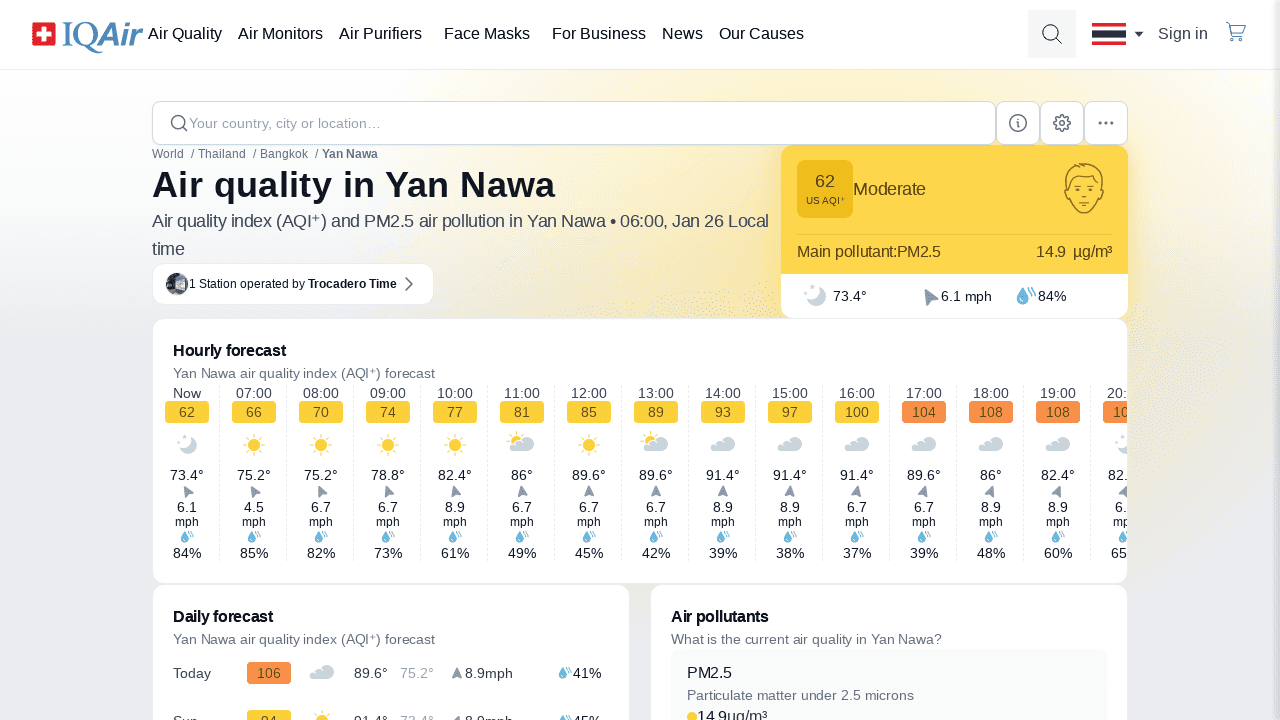 IQAir Air Quality Air Monitors Air Purifiers Face Masks For Business News Our Causes Sign in
Your country, city or location…
World / Thailand / Bangkok / Yan Nawa
Air quality in Yan Nawa
Air quality index (AQI⁺) and PM2.5 air pollution in Yan Nawa • 06:00, Jan 26 Local
time
1 Station operated by Trocadero Time
62
US AQI⁺
Moderate
Main pollutant: PM2.5 14.9 µg/m³
73.4° 6.1 mph 84%
Hourly forecast
Yan Nawa air quality index (AQI⁺) forecast
Now 07:00 08:00 09:00 10:00 11:00 12:00 13:00 14:00 15:00 16:00 17:00 18:00 19:00
62 66 70 74 77 81 85 89 93 97 100 104 108 108
73.4° 75.2° 75.2° 78.8° 82.4° 86° 89.6° 89.6° 91.4° 91.4° 91.4° 89.6° 86° 82.4°
6.1 4.5 6.7 6.7 8.9 6.7 6.7 6.7 8.9 8.9 6.7 6.7 8.9 8.9
mph mph mph mph mph mph mph mph mph mph mph mph mph mph
84% 85% 82% 73% 61% 49% 45% 42% 39% 38% 37% 39% 48% 60%
Daily forecast
Yan Nawa air quality index (AQI⁺) forecast
Today 106 89.6° 75.2° 8.9mph 41%
Air pollutants
What is the current air quality in Yan Nawa?
PM2.5
Particulate matter under 2.5 microns
14.9µg/m³